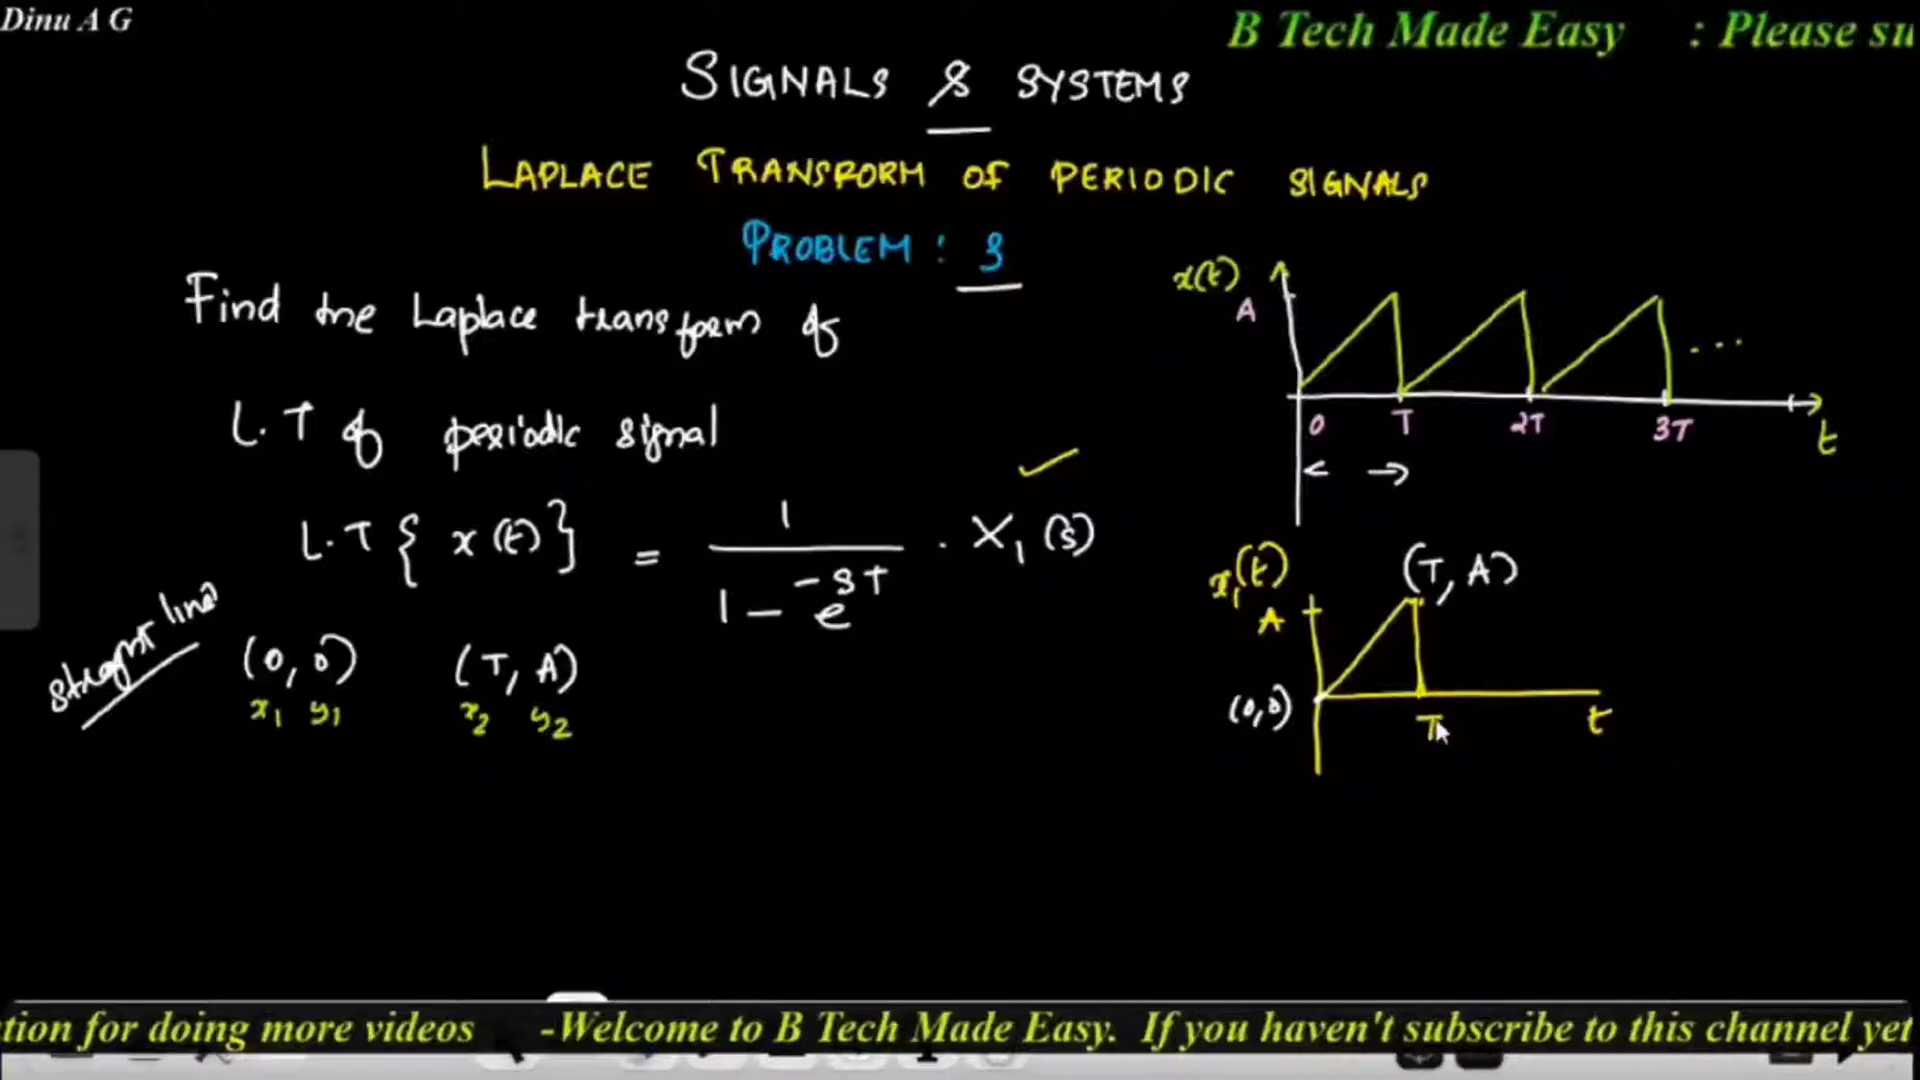 Dinu A G
B Tech Made Easy : Please su
SIGNALS & SYSTEMS
LAPLACE TRANSFORM OF PERIODIC SIGNALS
PROBLEM : 3
Find the Laplace transform of
x(t)
A
0 T 2T 3T
t
...
L.T of periodic signal
L.T { x(t) } = 1 / 1 - e^-sT . X₁(s)
straight line
(0, 0) (T, A)
x₁ y₁ x₂ y₂
x₁(t)
(T, A)
A
(0,0)
T
t
tion for doing more videos -Welcome to B Tech Made Easy. If you haven't subscribe to this channel yet